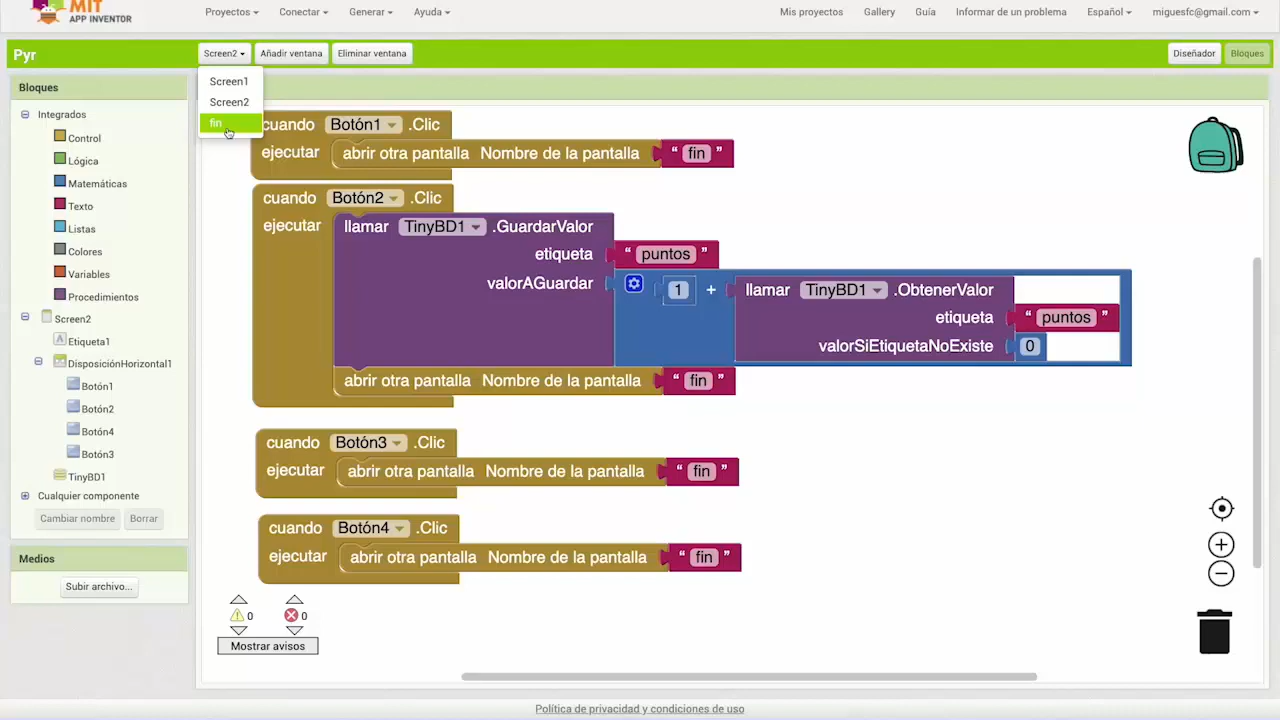 MIT
APP INVENTOR
Proyectos Conectar Generar Ayuda
Mis proyectos Gallery Guía Informar de un problema Español miguesfc@gmail.com
Pyr
Screen2 Añadir ventana Eliminar ventana
Diseñador Bloques
Screen1
Screen2
fin
Bloques
Integrados
Control
Lógica
Matemáticas
Texto
Listas
Colores
Variables
Procedimientos
Screen2
Etiqueta1
DisposiciónHorizontal1
Botón1
Botón2
Botón4
Botón3
TinyBD1
Cualquier componente
Cambiar nombre Borrar
Medios
Subir archivo...
cuando Botón1 .Clic
ejecutar abrir otra pantalla Nombre de la pantalla “ fin ”
cuando Botón2 .Clic
ejecutar llamar TinyBD1 .GuardarValor
etiqueta “ puntos ”
valorAGuardar 1 + llamar TinyBD1 .ObtenerValor
etiqueta “ puntos ”
valorSiEtiquetaNoExiste 0
abrir otra pantalla Nombre de la pantalla “ fin ”
cuando Botón3 .Clic
ejecutar abrir otra pantalla Nombre de la pantalla “ fin ”
cuando Botón4 .Clic
ejecutar abrir otra pantalla Nombre de la pantalla “ fin ”
0 0
Mostrar avisos
Política de privacidad y condiciones de uso